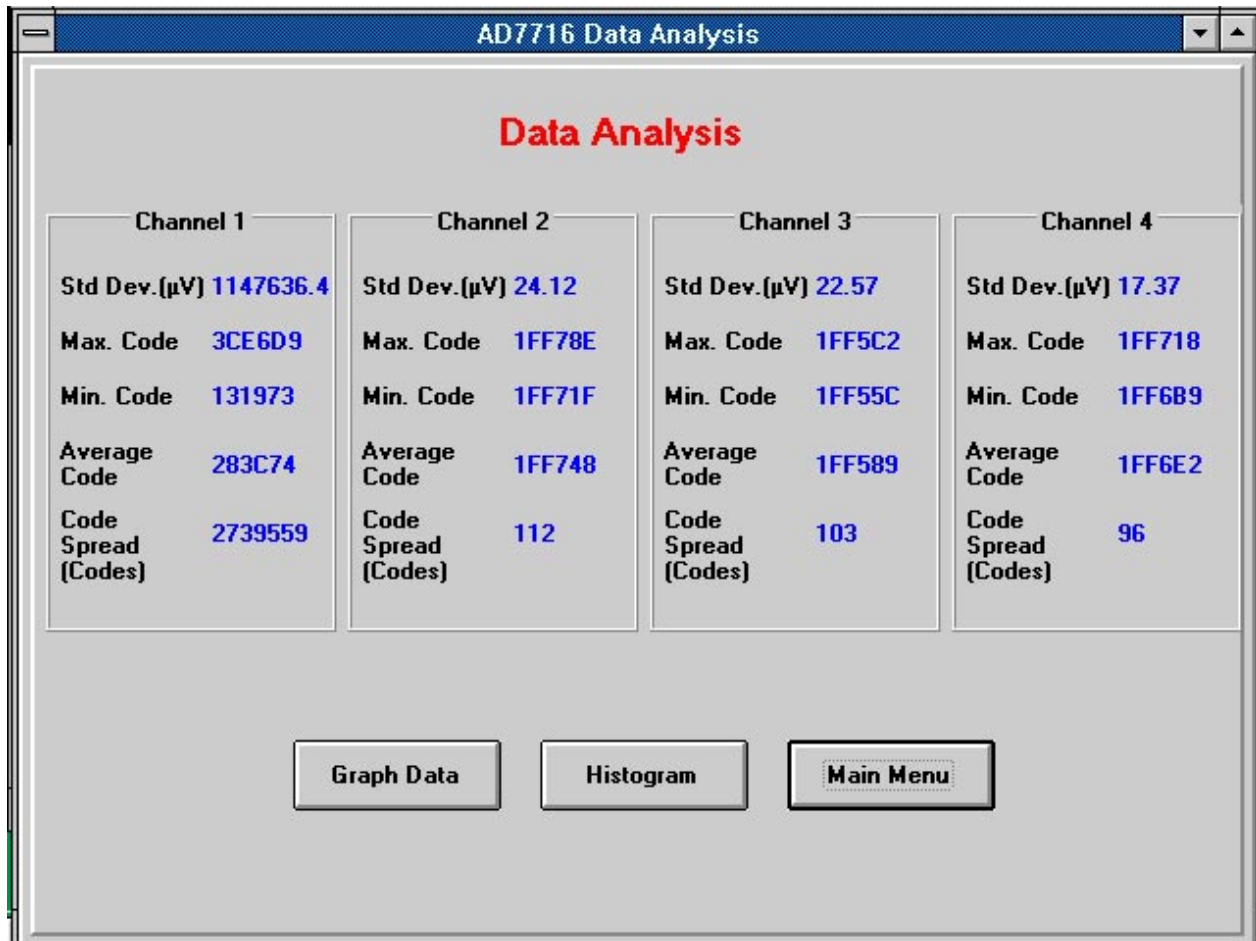 AD7716 Data Analysis
Data Analysis
Channel 1
Std Dev.(µV) 1147636.4
Max. Code 3CE6D9
Min. Code 131973
Average
Code 283C74
Code
Spread 2739559
(Codes)
Channel 2
Std Dev.(µV) 24.12
Max. Code 1FF78E
Min. Code 1FF71F
Average
Code 1FF748
Code
Spread 112
(Codes)
Channel 3
Std Dev.(µV) 22.57
Max. Code 1FF5C2
Min. Code 1FF55C
Average
Code 1FF589
Code
Spread 103
(Codes)
Channel 4
Std Dev.(µV) 17.37
Max. Code 1FF718
Min. Code 1FF6B9
Average
Code 1FF6E2
Code
Spread 96
(Codes)
Graph Data
Histogram
Main Menu